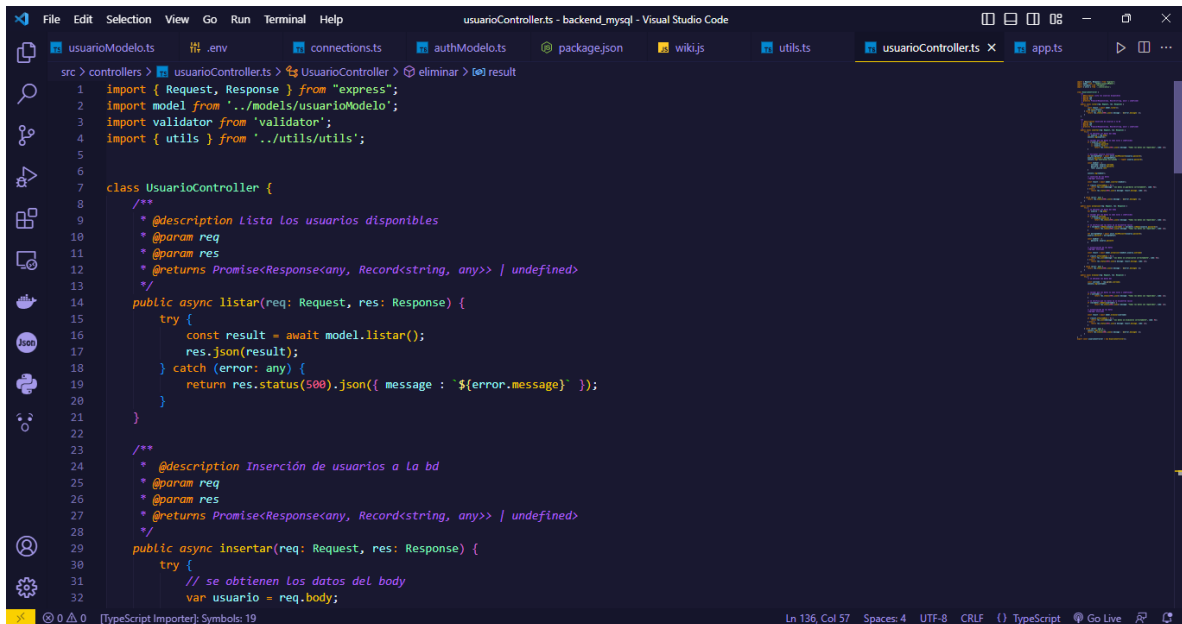 File Edit Selection View Go Run Terminal Help usuarioController.ts - backend_mysql - Visual Studio Code
usuarioModelo.ts .env connections.ts authModelo.ts package.json wiki.js utils.ts usuarioController.ts app.ts
src > controllers > usuarioController.ts > UsuarioController > eliminar > result
1 import { Request, Response } from "express";
2 import model from '../models/usuarioModelo';
3 import validator from 'validator';
4 import { utils } from '../utils/utils';
5
6
7 class UsuarioController {
8 /**
9 * @description Lista los usuarios disponibles
10 * @param req
11 * @param res
12 * @returns Promise<Response<any, Record<string, any>> | undefined>
13 */
14 public async listar(req: Request, res: Response) {
15 try {
16 const result = await model.listar();
17 res.json(result);
18 } catch (error: any) {
19 return res.status(500).json({ message : `${error.message}` });
20 }
21 }
22
23 /**
24 * @description Inserción de usuarios a la bd
25 * @param req
26 * @param res
27 * @returns Promise<Response<any, Record<string, any>> | undefined>
28 */
29 public async insertar(req: Request, res: Response) {
30 try {
31 // se obtienen los datos del body
32 var usuario = req.body;
Json
0 0 [TypeScript Importer]: Symbols: 19 Ln 136, Col 57 Spaces: 4 UTF-8 CRLF {} TypeScript Go Live